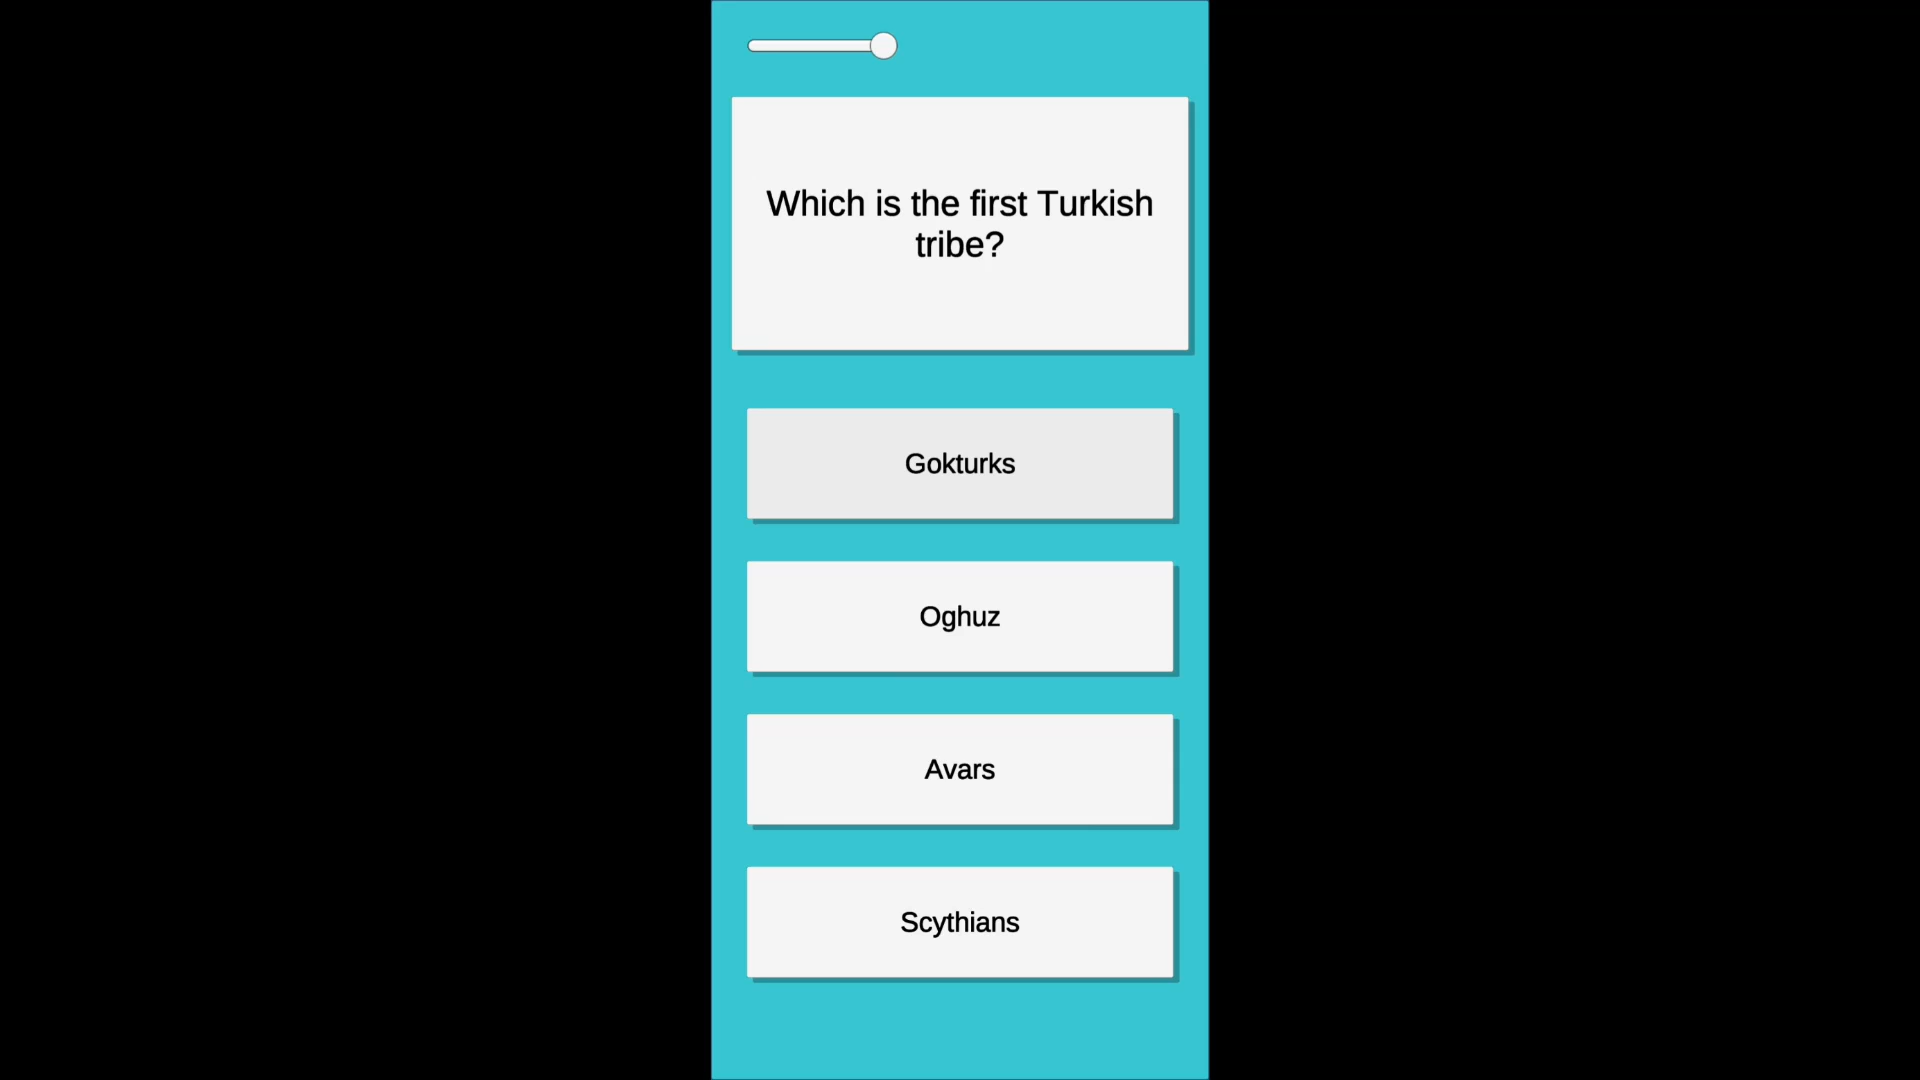 Which is the first Turkish
tribe?
Gokturks
Oghuz
Avars
Scythians